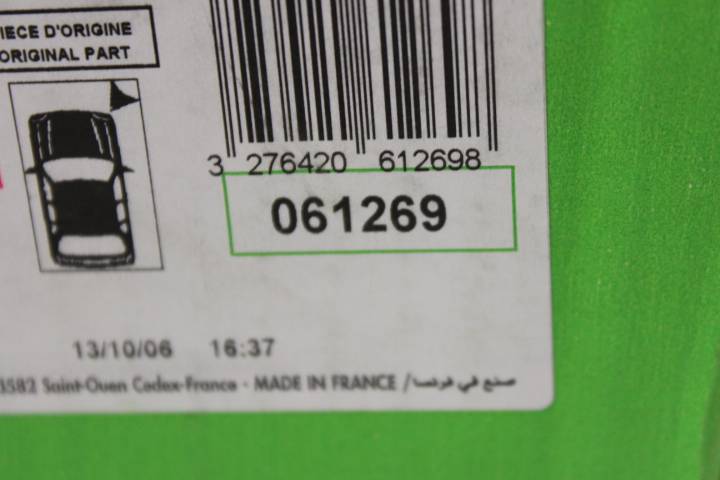 IECE D'ORIGINE
ORIGINAL PART
3 276420 612698
061269
13/10/06 16:37
3582 Saint-Ouen Cedex-France - MADE IN FRANCE / صنع في فرنسا